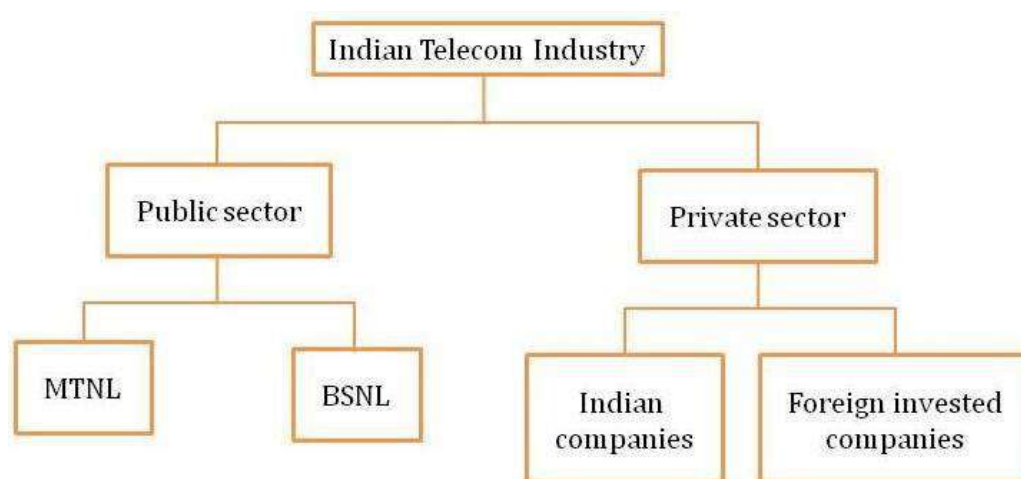 Indian Telecom Industry
Public sector
Private sector
MTNL
BSNL
Indian
companies
Foreign invested
companies